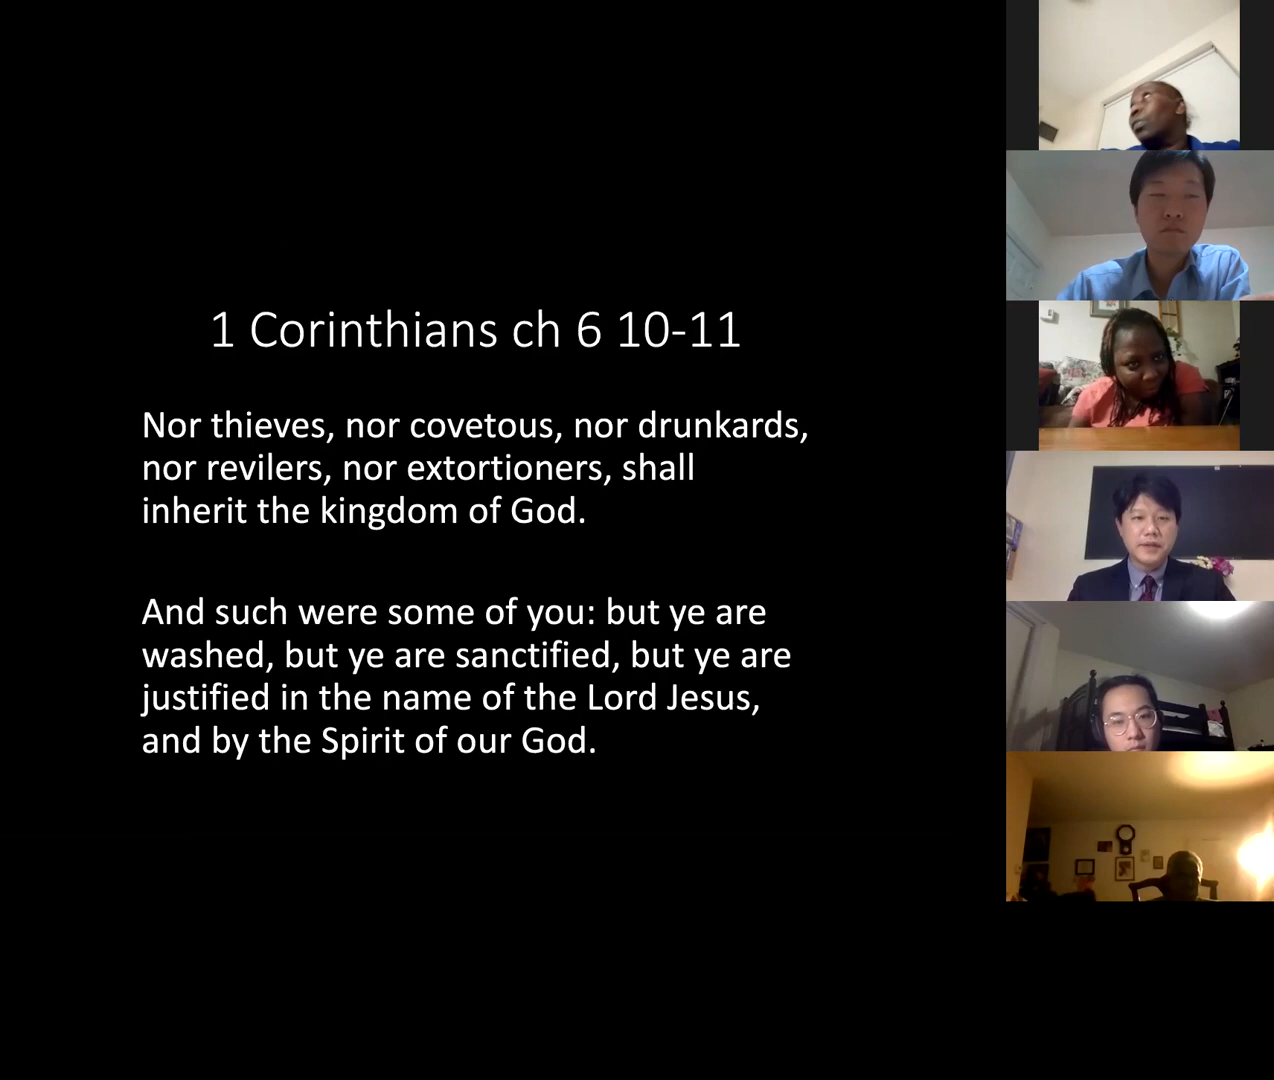 1 Corinthians ch 6 10-11
Nor thieves, nor covetous, nor drunkards,
nor revilers, nor extortioners, shall
inherit the kingdom of God.
And such were some of you: but ye are
washed, but ye are sanctified, but ye are
justified in the name of the Lord Jesus,
and by the Spirit of our God.